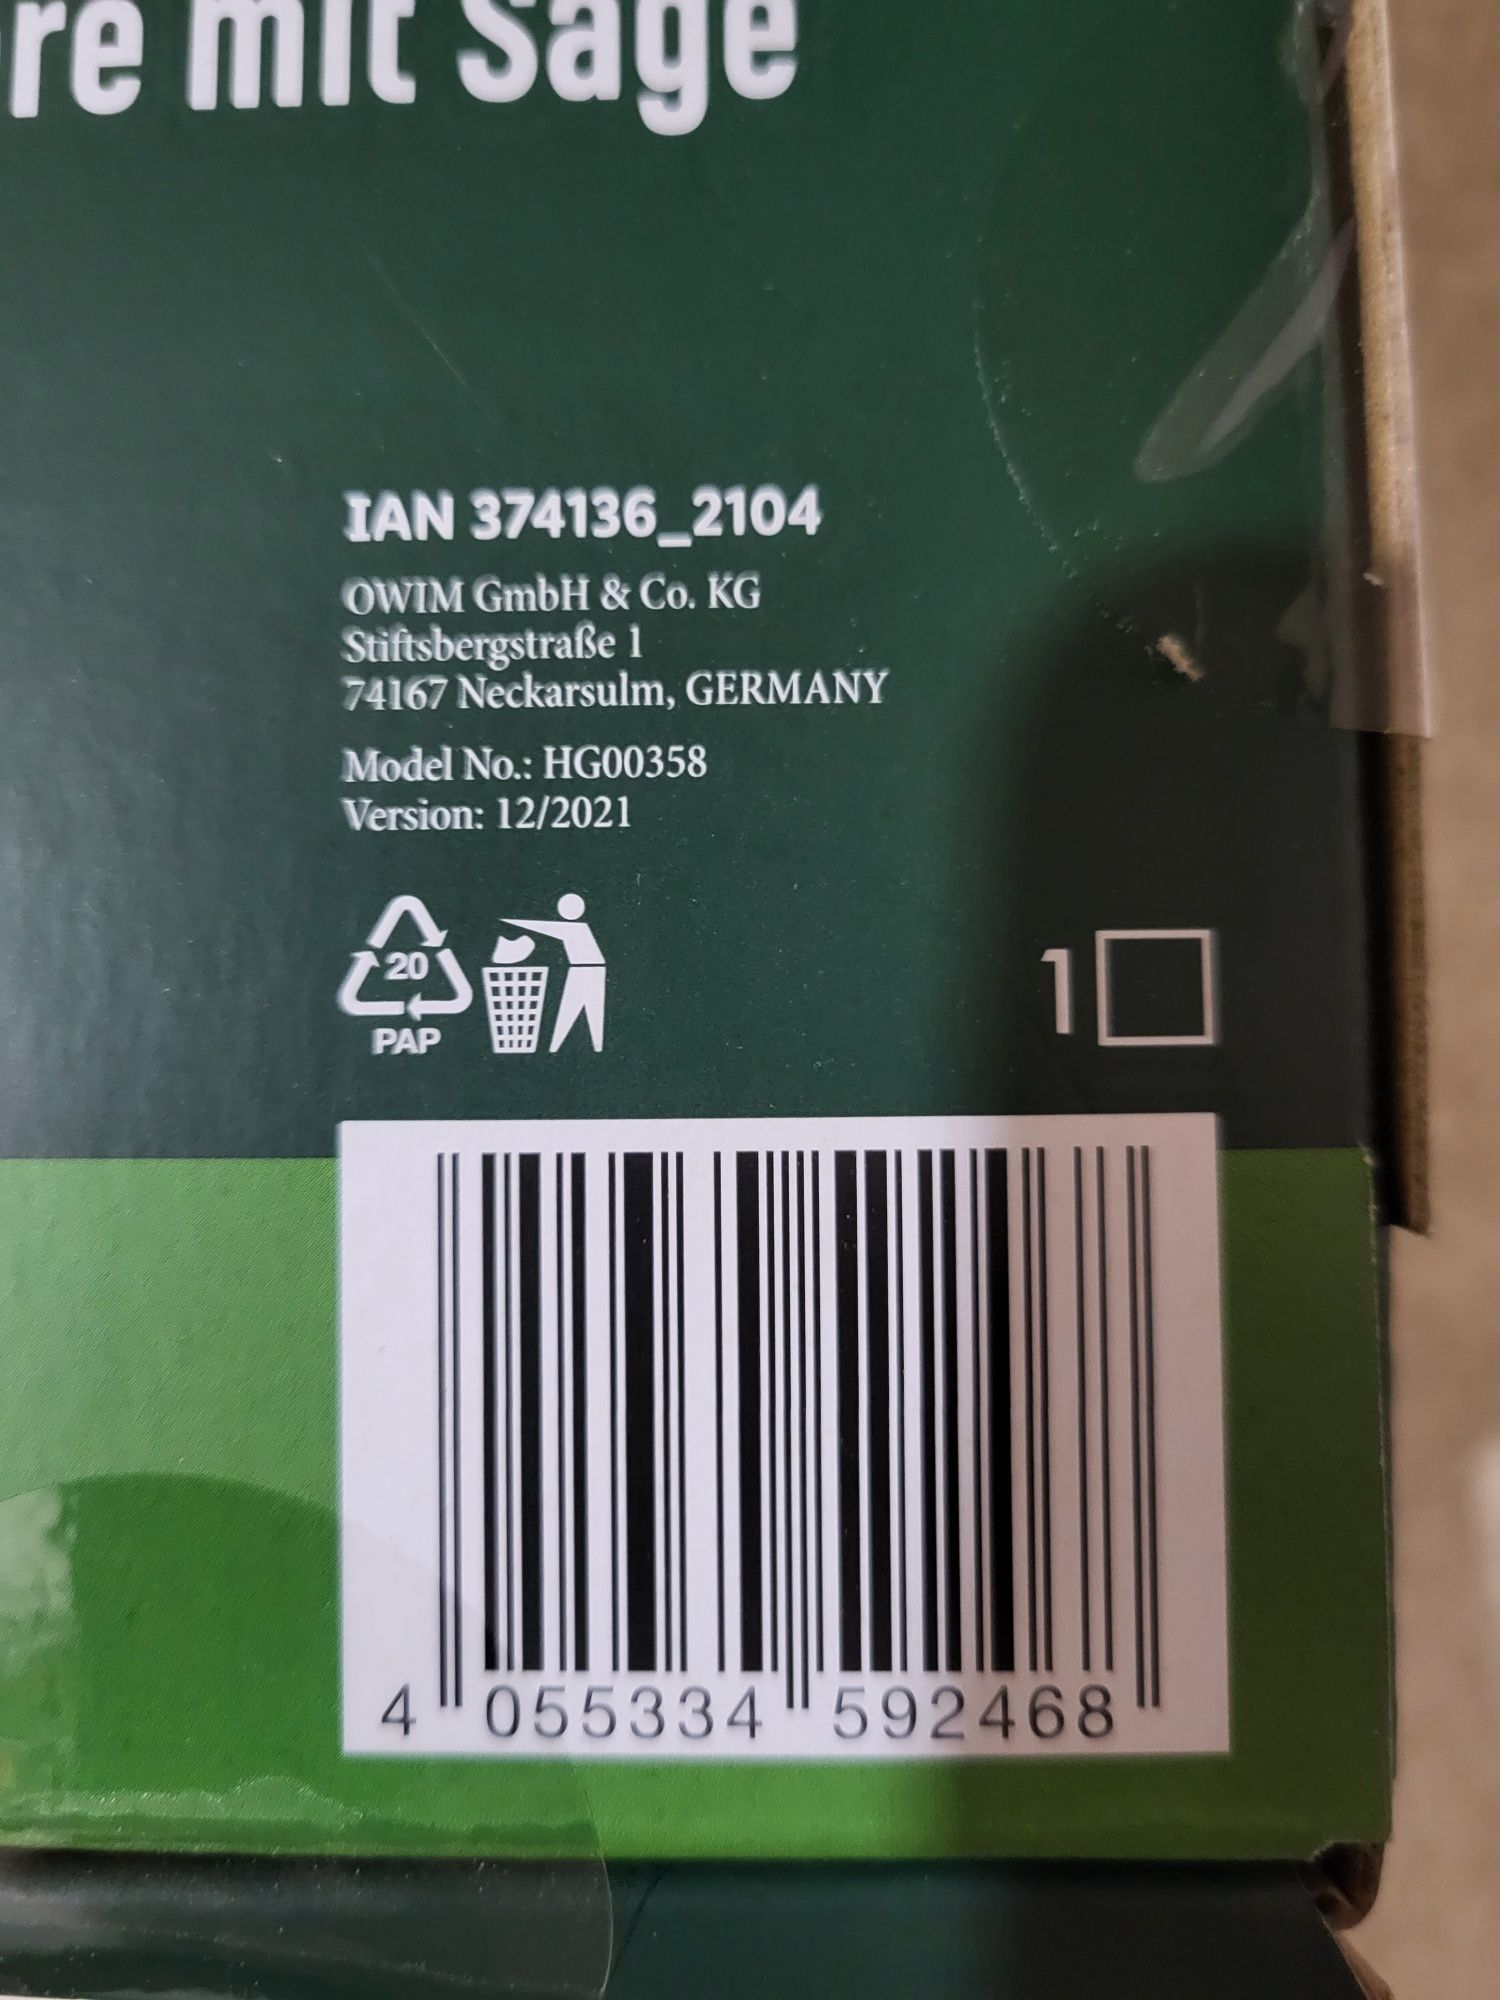 re mit Säge
IAN 374136_2104
OWIM GmbH & Co. KG
Stiftsbergstraße 1
74167 Neckarsulm, GERMANY
Model No.: HG00358
Version: 12/2021
20
PAP
1
4 055334 592468